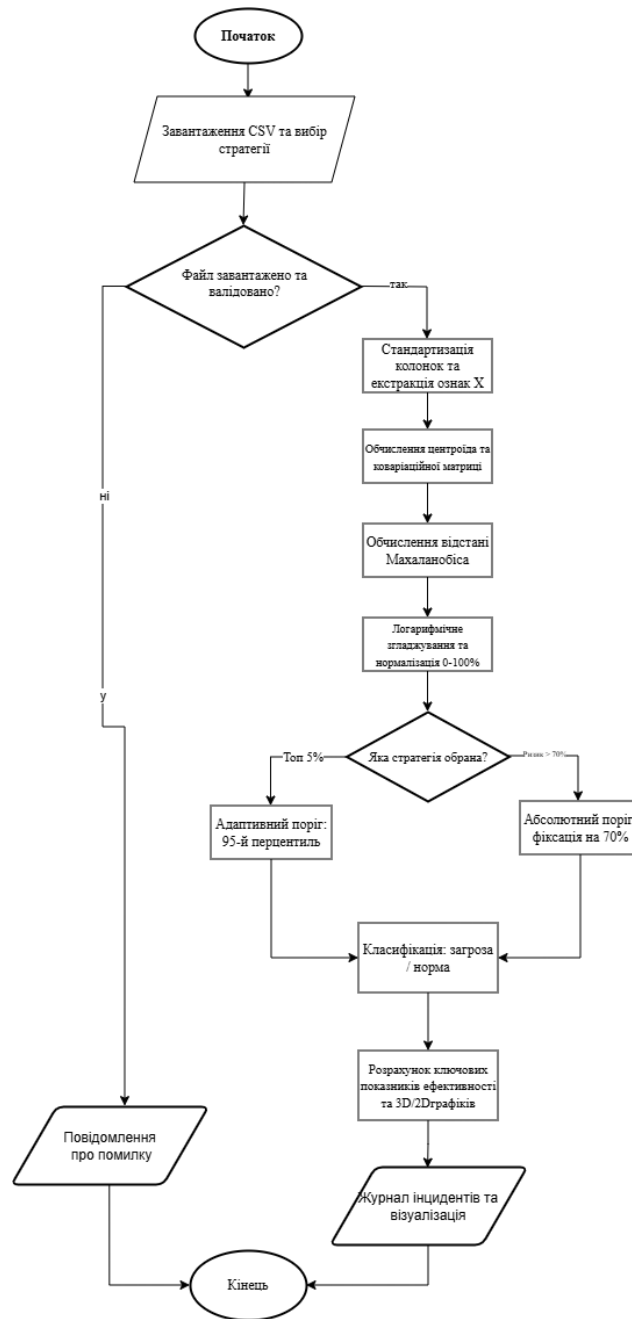 Початок
Завантаження CSV та вибір
стратегії
Файл завантажено та
валідовано?
так
Стандартизація
колонок та
екстракція ознак X
Обчислення центроїда та
коваріаційної матриці
ні
Обчислення відстані
Махаланобіса
Логарифмічне
згладжування та
нормалізація 0-100%
у
Яка стратегія обрана?
Топ 5%
Ризик > 70%
Адаптивний поріг:
95-й перцентиль
Абсолютний поріг
фіксація на 70%
Класифікація: загроза
/ норма
Розрахунок ключових
показників ефективності
та 3D/2Dграфіків
Повідомлення
про помилку
Журнал інцидентів та
візуалізація
Кінець